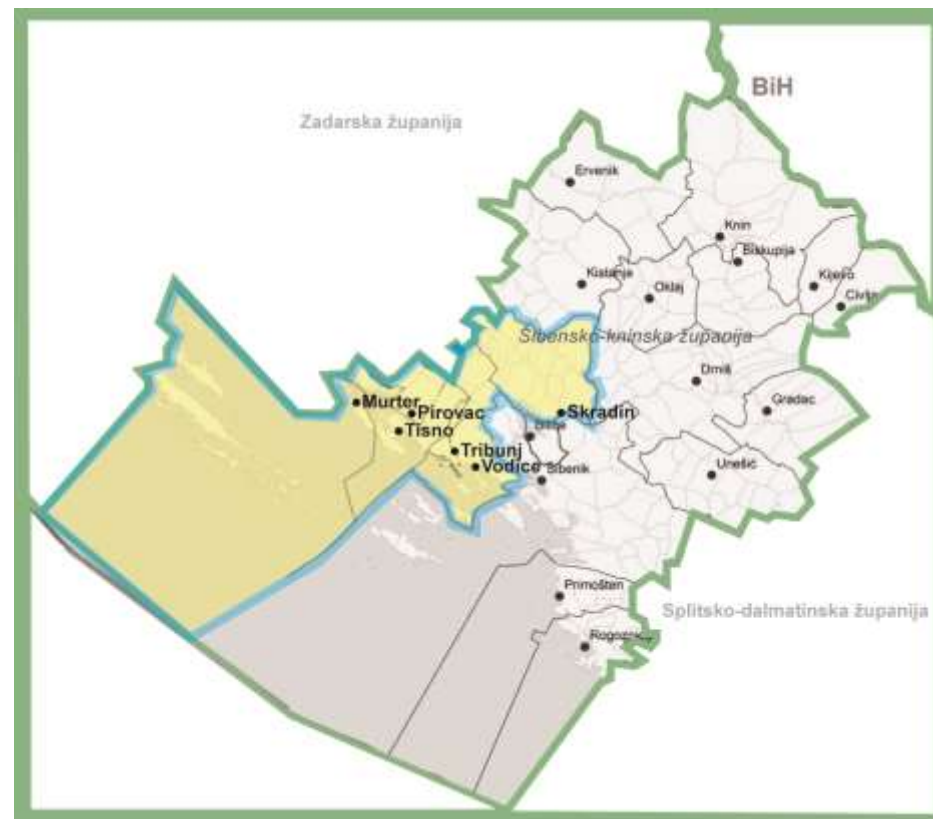 BiH
Zadarska županija
Ervenik
Knin
Biskupija
Kistanje
Kijevo
Oklaj
Civljane
Šibensko-kninska županija
Drniš
Murter
Pirovac
Skradin
Gradac
Tisno
Bilice
Tribunj
Vodice
Šibenik
Unešić
Primošten
Splitsko-dalmatinska županija